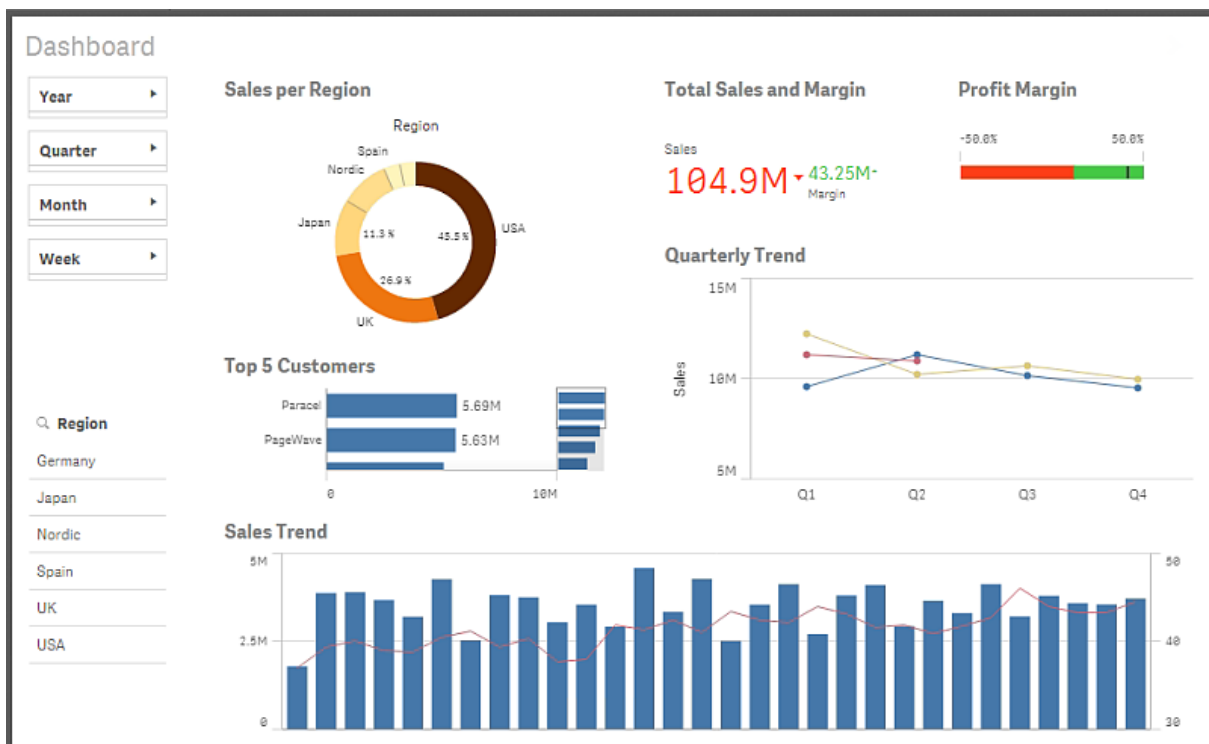 Dashboard
Year
Quarter
Month
Week
Region
Germany
Japan
Nordic
Spain
UK
USA
Sales per Region
Region
Spain
Nordic
Japan
USA
UK
11.3%
45.5%
26.9%
Total Sales and Margin
Sales
104.9M
43.25M-
Margin
Profit Margin
-50.0% 50.0%
Top 5 Customers
Paracel 5.69M
PageWave 5.63M
0 10M
Quarterly Trend
15M
10M
5M
Sales
Q1 Q2 Q3 Q4
Sales Trend
5M 50
2.5M 40
0 30